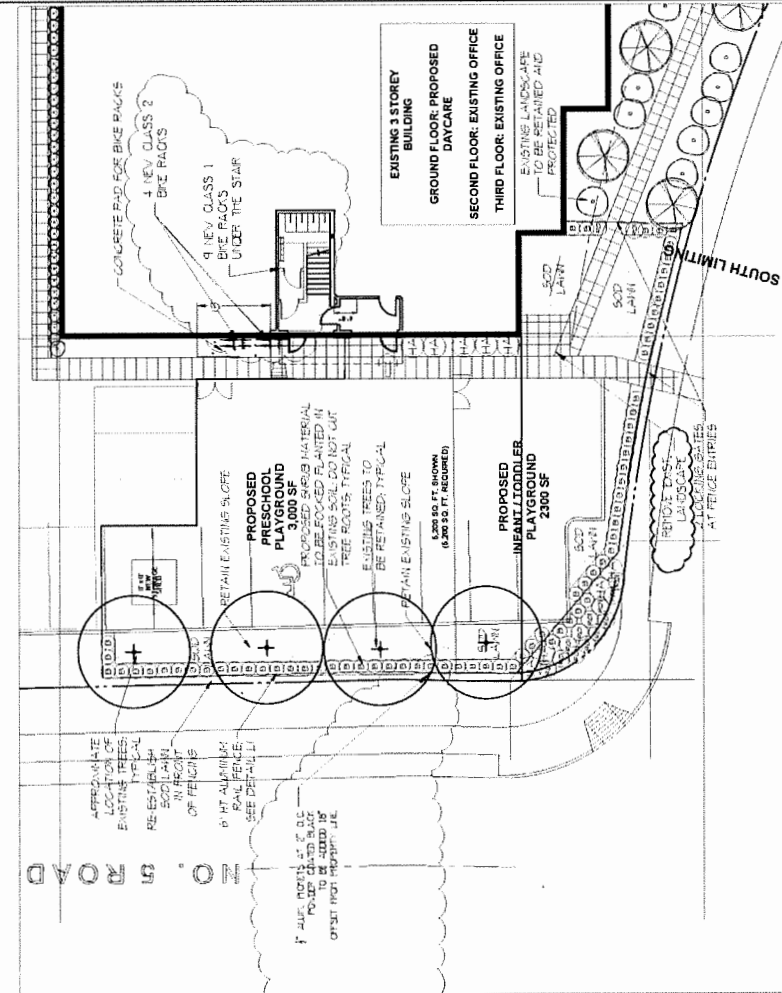 CONCRETE PAD FOR BIKE RACKS
4 NEW CLASS 2
BIKE RACKS
9 NEW CLASS 1
BIKE RACKS
UNDER THE STAIR
EXISTING 3 STOREY
BUILDING
GROUND FLOOR: PROPOSED
DAYCARE
SECOND FLOOR: EXISTING OFFICE
THIRD FLOOR: EXISTING OFFICE
EXISTING LANDSCAPE
TO BE RETAINED AND
PROTECTED
SOD
LAWN
SOD
LAWN
SOUTH LIMIT
RETAIN EXISTING SLOPE
PROPOSED
PRESCHOOL
PLAYGROUND
3,000 SF
PROPOSED SHRUB MATERIAL
TO BE POCKED PLANTED IN
EXISTING SOIL. DO NOT CUT
TREE ROOTS, TYPICAL
EXISTING TREES TO
BE RETAINED, TYPICAL
RETAIN EXISTING SLOPE
5,200 SQ. FT. SHOWN
(5,200 SQ. FT. REQUIRED)
PROPOSED
INFANT / TODDLER
PLAYGROUND
2300 SF
SOD
LAWN
REMOVE EXIST.
LANDSCAPE
LOCKING GATES
AT FENCE ENTRIES
NEW
SOD
LAWN
SOD
LAWN
APPROXIMATE
LOCATION OF
EXISTING TREES,
TYPICAL
RE-ESTABLISH
SOD LAWN
IN FRONT
OF FENCING
6' HT ALUMINUM
RAIL FENCE;
SEE DETAIL L1
POWDER COATED BLACK
TO BE ADDED 18"
OFFSET FROM PROPERTY LINE
NO. 5 ROAD